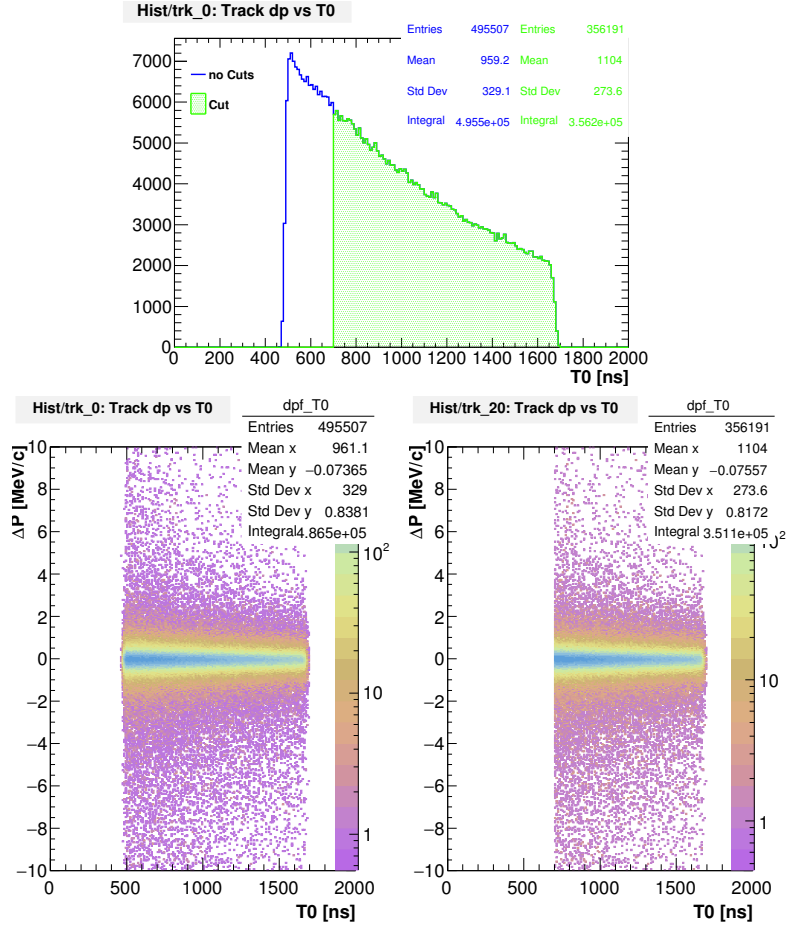 Hist/trk_0: Track dp vs T0
Entries 495507 Entries 356191
Mean 959.2 Mean 1104
Std Dev 329.1 Std Dev 273.6
Integral 4.955e+05 Integral 3.562e+05
no Cuts
Cut
7000
6000
5000
4000
3000
2000
1000
0
0 200 400 600 800 1000 1200 1400 1600 1800 2000
T0 [ns]
Hist/trk_0: Track dp vs T0
dpf_T0
Entries 495507
Mean x 961.1
Mean y −0.07365
Std Dev x 329
Std Dev y 0.8381
Integral 4.865e+05
ΔP [MeV/c]
10
8
6
4
2
0
−2
−4
−6
−8
−10
0 500 1000 1500 2000
T0 [ns]
10²
10
1
Hist/trk_20: Track dp vs T0
dpf_T0
Entries 356191
Mean x 1104
Mean y −0.07557
Std Dev x 273.6
Std Dev y 0.8172
Integral 3.511e+05
ΔP [MeV/c]
10
8
6
4
2
0
−2
−4
−6
−8
−10
0 500 1000 1500 2000
T0 [ns]
10²
10
1